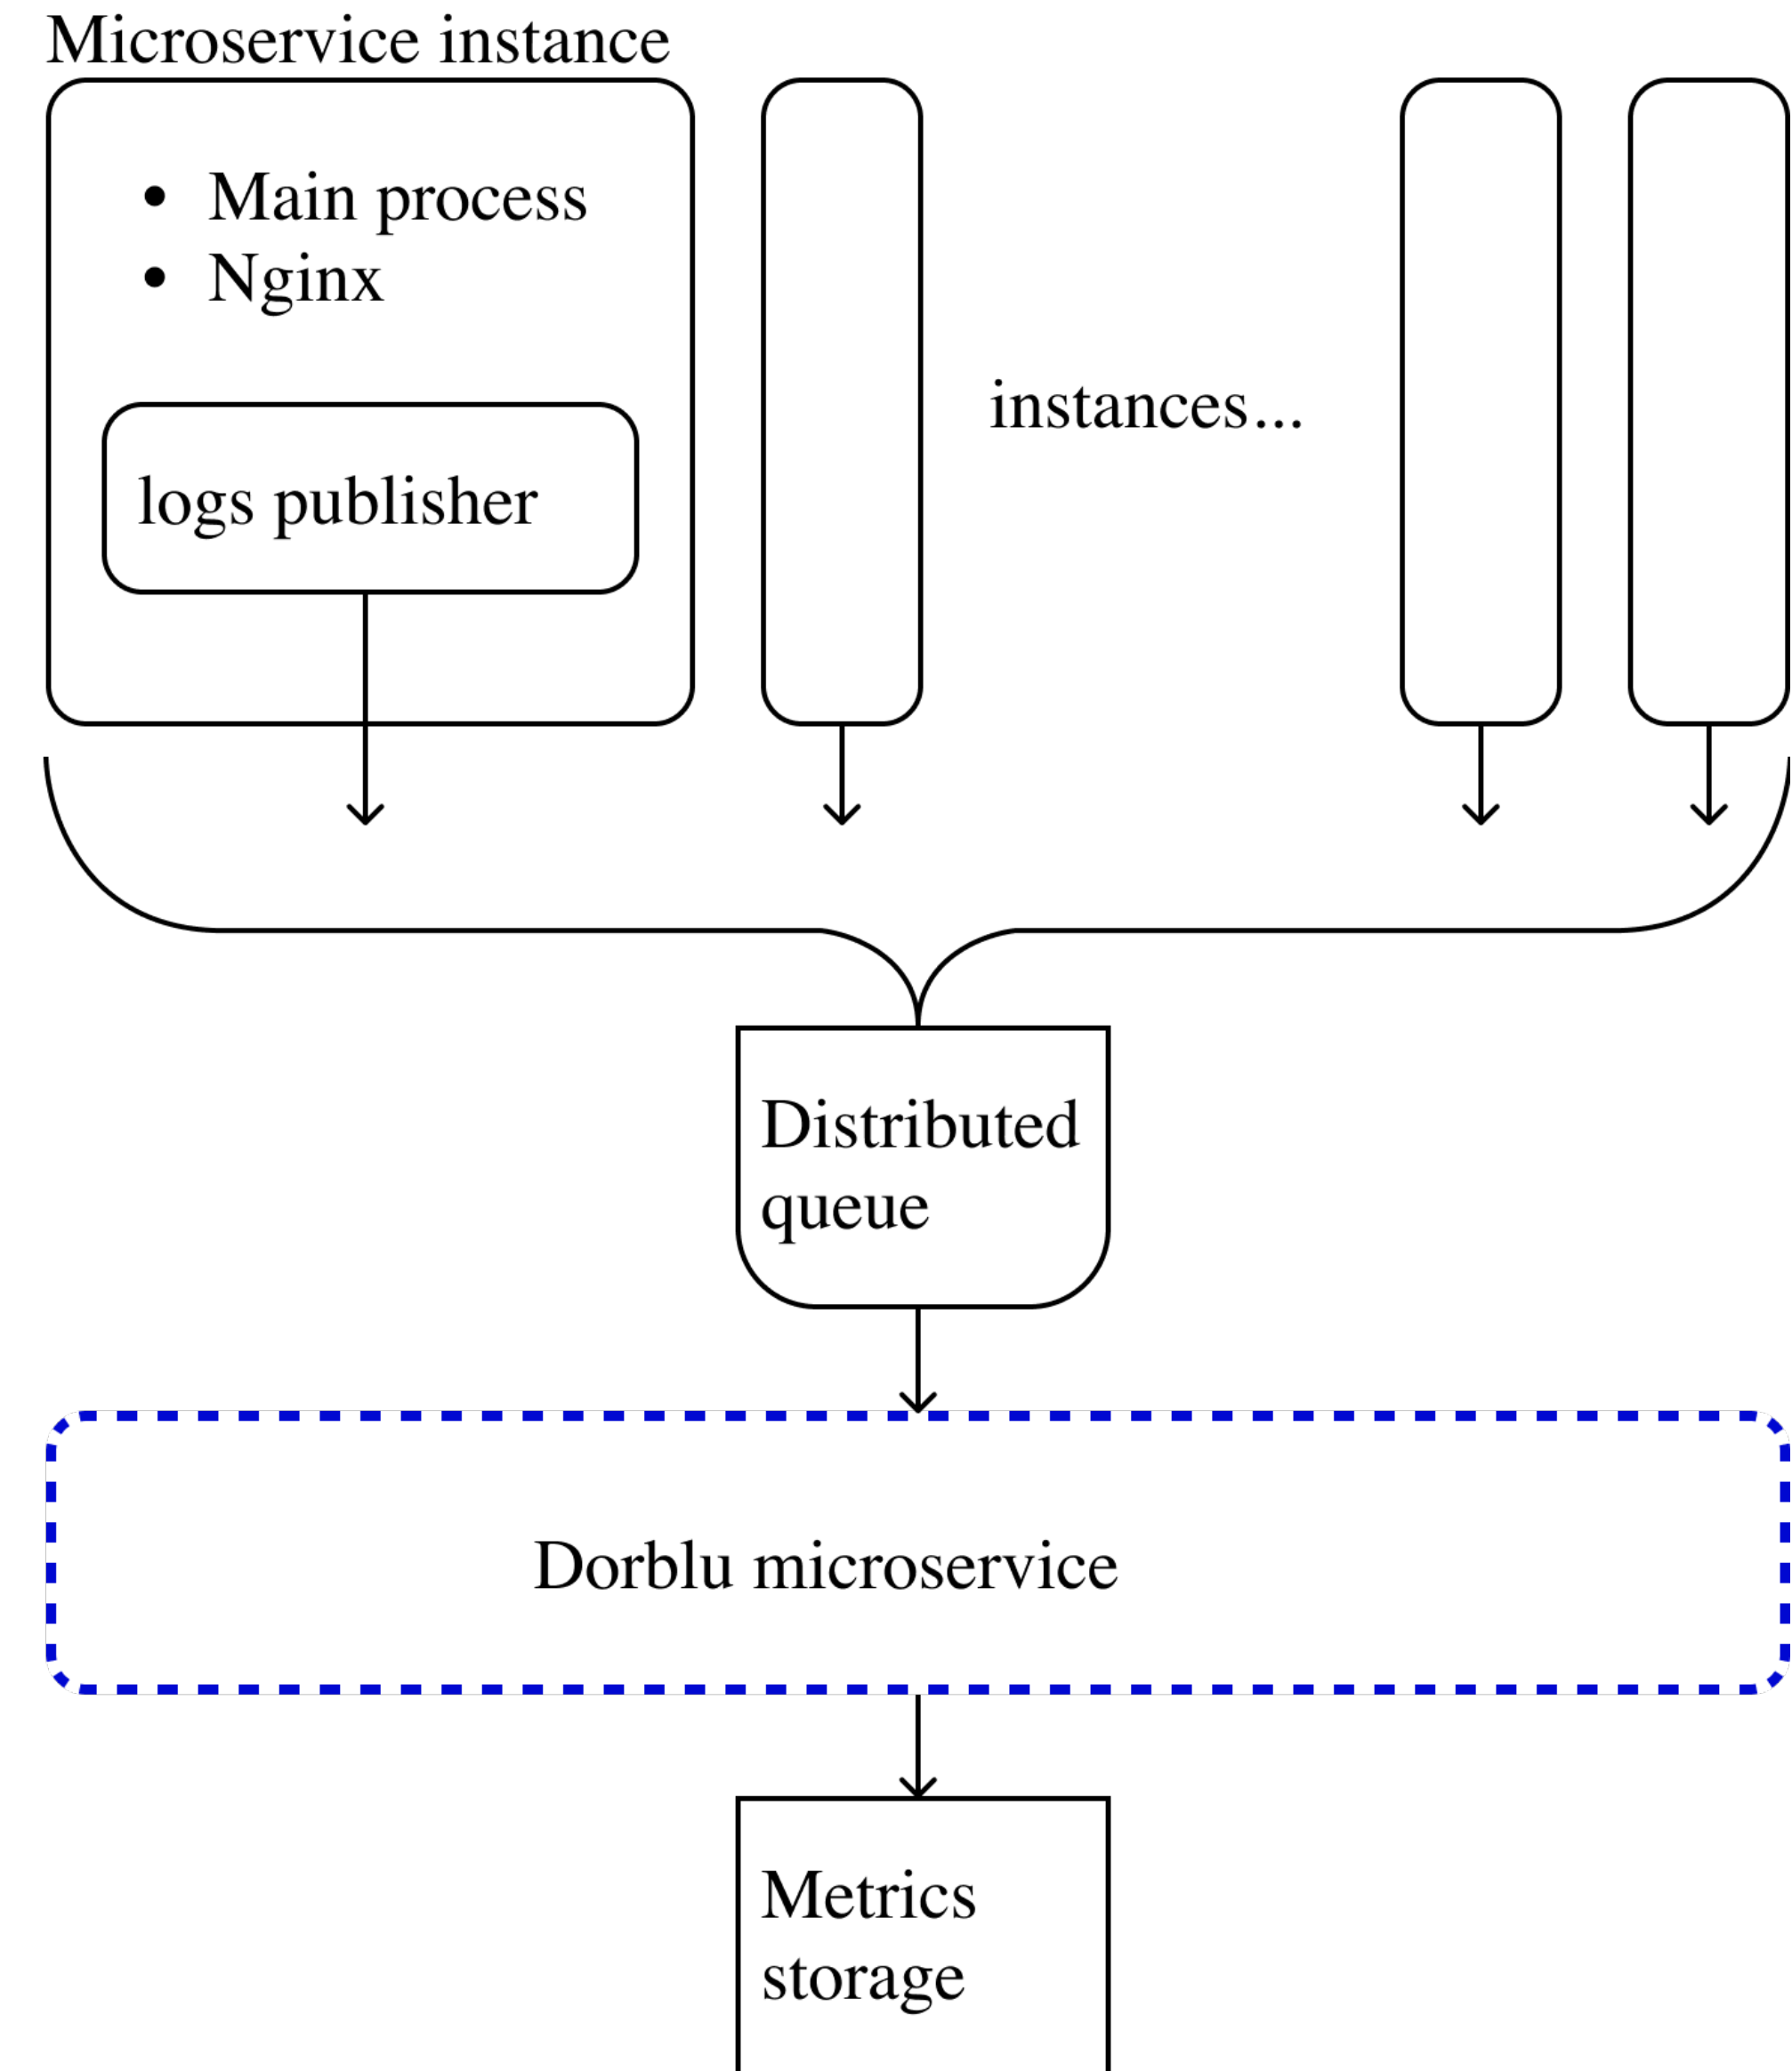 Microservice instance
• Main process
• Nginx
instances...
logs publisher
Distributed
queue
Dorblu microservice
Metrics
storage